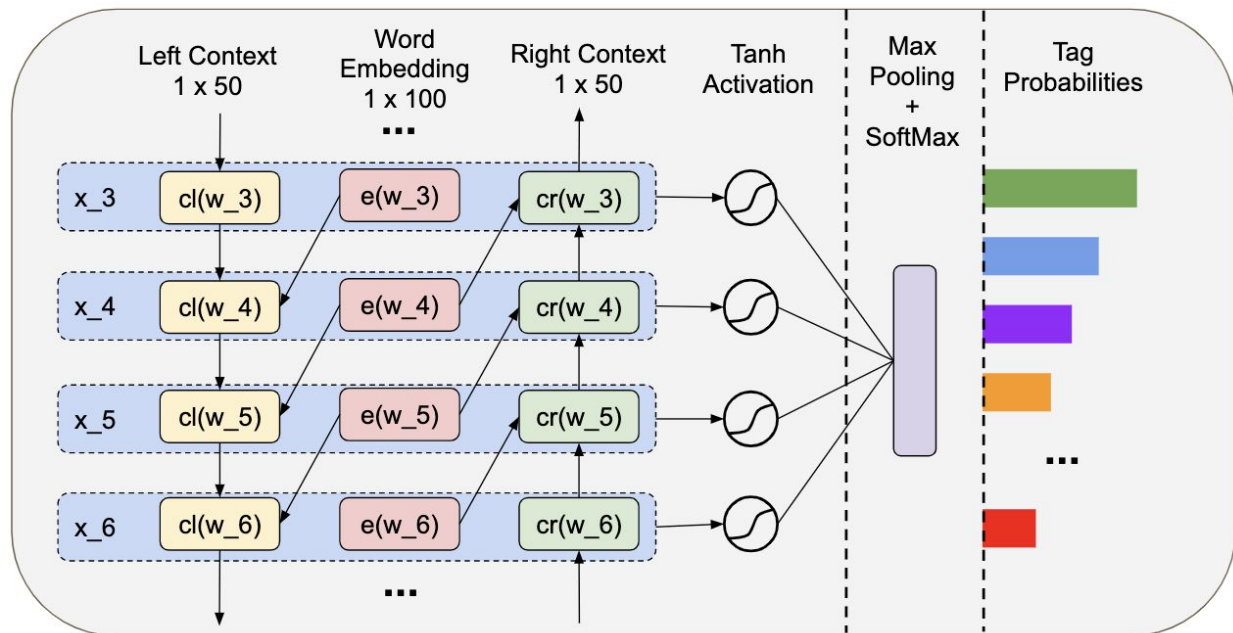 Left Context
1 x 50
Word
Embedding
1 x 100
Right Context
1 x 50
Tanh
Activation
Max
Pooling
+
SoftMax
Tag
Probabilities
...
x_3
cl(w_3)
e(w_3)
cr(w_3)
x_4
cl(w_4)
e(w_4)
cr(w_4)
x_5
cl(w_5)
e(w_5)
cr(w_5)
...
x_6
cl(w_6)
e(w_6)
cr(w_6)
...